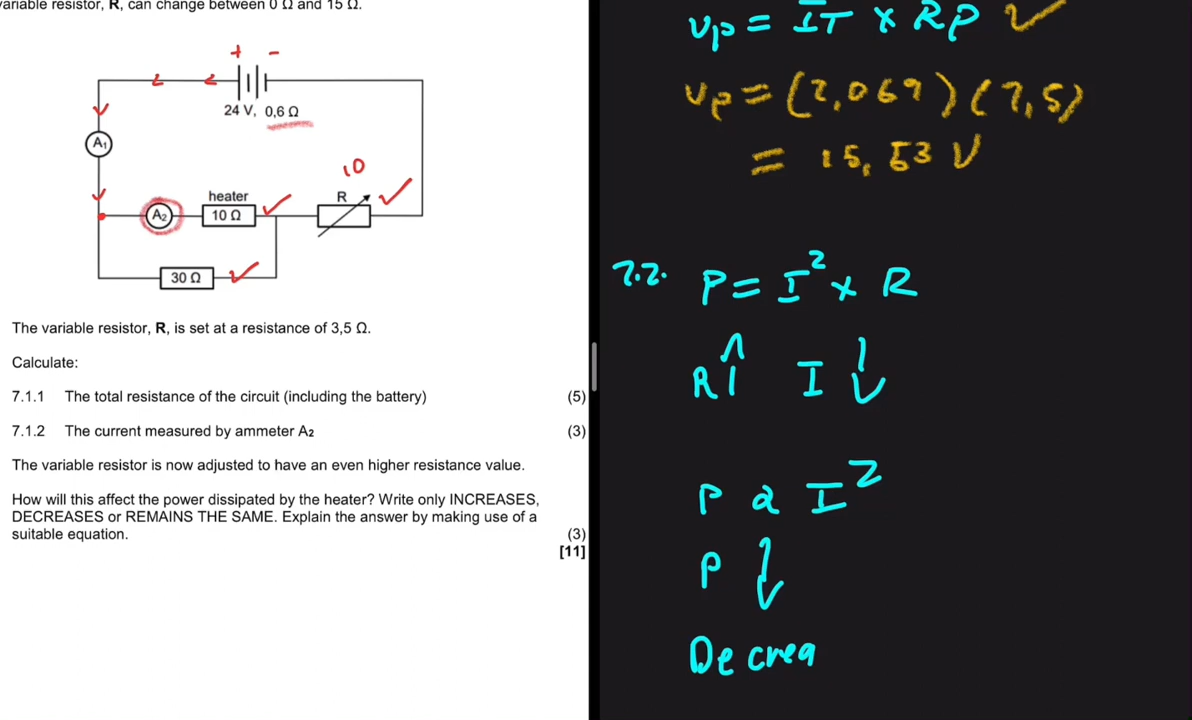 variable resistor, R, can change between 0 Ω and 15 Ω.
+ -
24 V, 0,6 Ω
A1
10
heater
R
A2
10 Ω
30 Ω
The variable resistor, R, is set at a resistance of 3,5 Ω.
Calculate:
7.1.1 The total resistance of the circuit (including the battery) (5)
7.1.2 The current measured by ammeter A2 (3)
The variable resistor is now adjusted to have an even higher resistance value.
How will this affect the power dissipated by the heater? Write only INCREASES,
DECREASES or REMAINS THE SAME. Explain the answer by making use of a
suitable equation. (3)
[11]
Vp = IT × RP
Vp = (2,069)(7,5)
= 15,53 V
7.2. P = I² × R
R↑ I ↓
P α I²
P ↓
Decrea